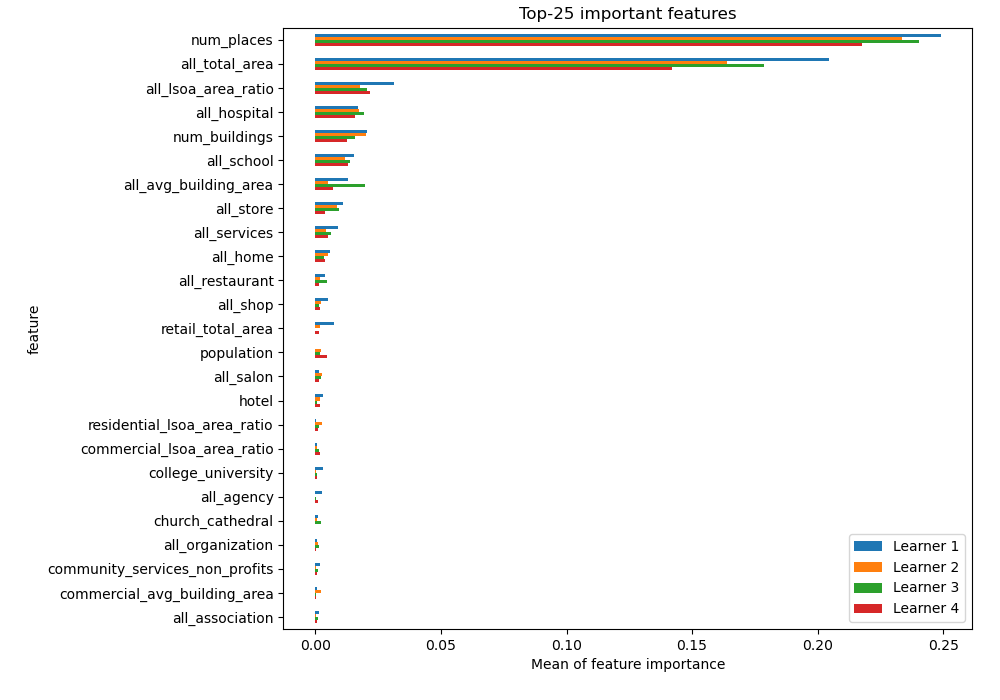 Top-25 important features
num_places
all_total_area
all_lsoa_area_ratio
all_hospital
num_buildings
all_school
all_avg_building_area
all_store
all_services
all_home
all_restaurant
all_shop
retail_total_area
population
all_salon
hotel
residential_lsoa_area_ratio
commercial_lsoa_area_ratio
college_university
all_agency
church_cathedral
all_organization
community_services_non_profits
commercial_avg_building_area
all_association
feature
Learner 1
Learner 2
Learner 3
Learner 4
0.00 0.05 0.10 0.15 0.20 0.25
Mean of feature importance